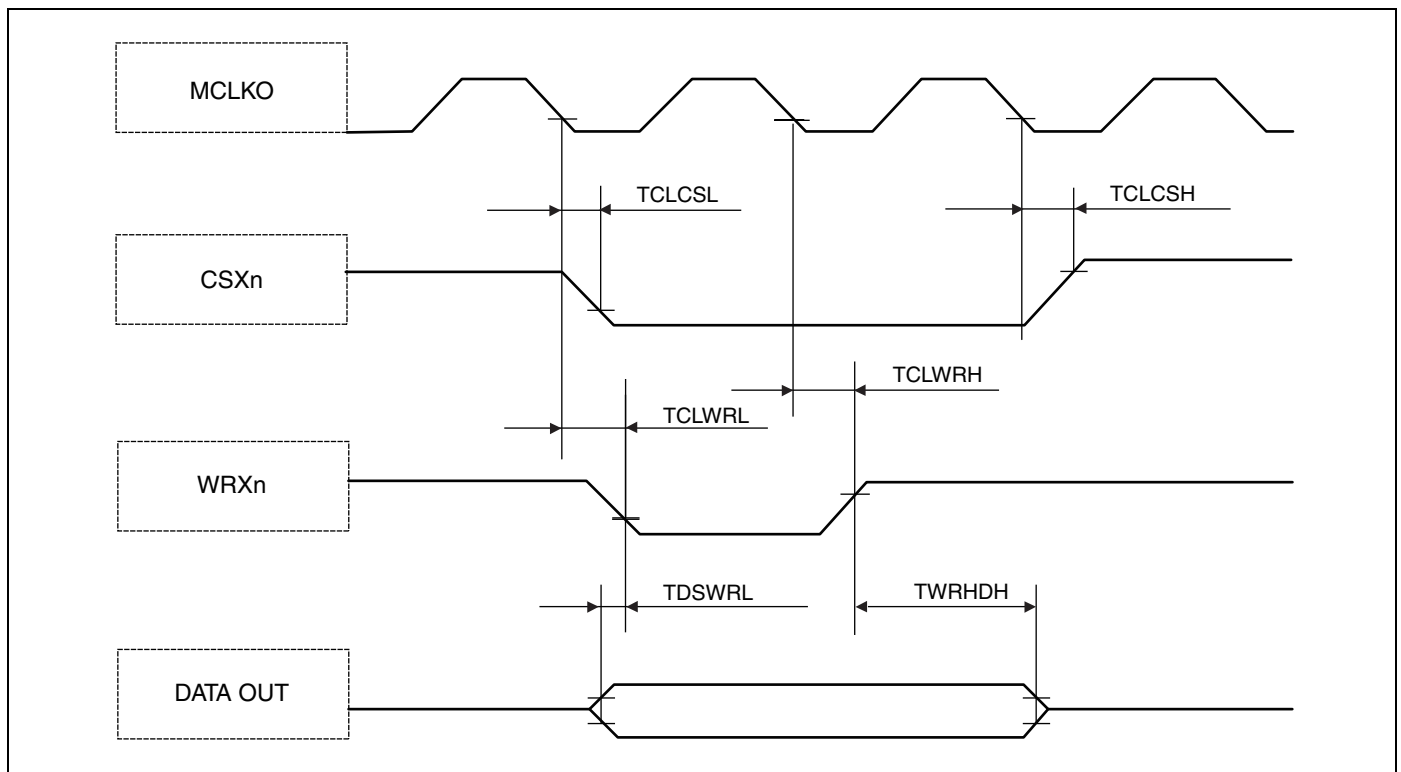 MCLKO
TCLCSL
TCLCSH
CSXn
TCLWRH
TCLWRL
WRXn
TDSWRL
TWRHDH
DATA OUT